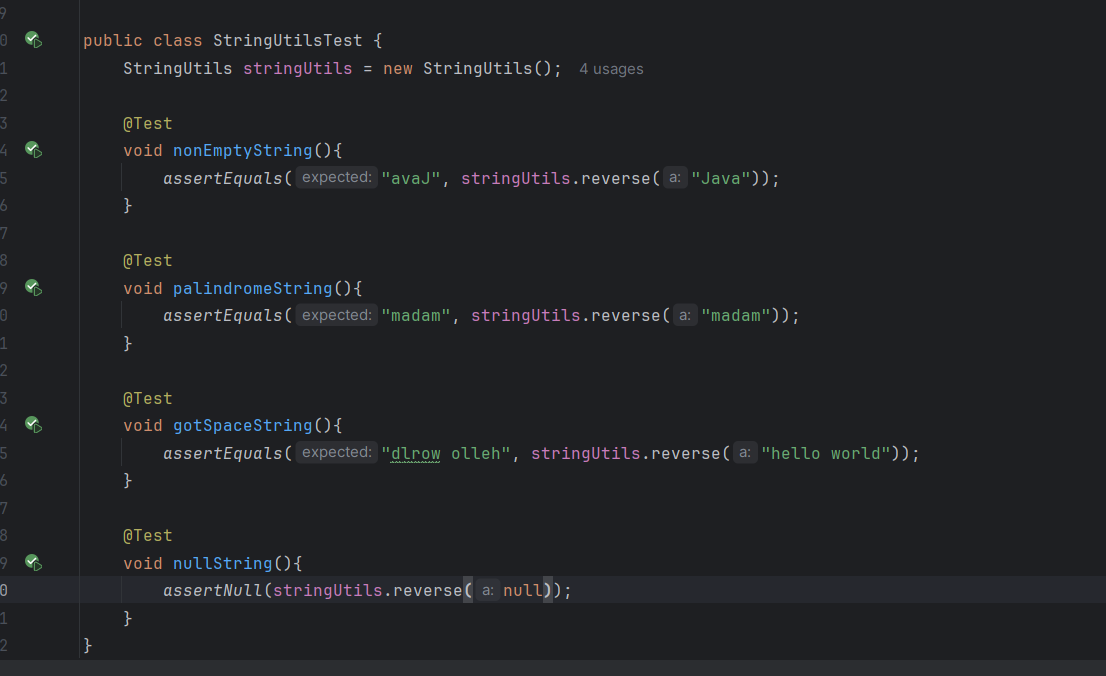 9
0 public class StringUtilsTest {
1 StringUtils stringUtils = new StringUtils(); 4 usages
2
3 @Test
4 void nonEmptyString(){
5 assertEquals( expected: "avaJ", stringUtils.reverse( a: "Java"));
6 }
7
8 @Test
9 void palindromeString(){
0 assertEquals( expected: "madam", stringUtils.reverse( a: "madam"));
1 }
2
3 @Test
4 void gotSpaceString(){
5 assertEquals( expected: "dlrow olleh", stringUtils.reverse( a: "hello world"));
6 }
7
8 @Test
9 void nullString(){
0 assertNull(stringUtils.reverse( a: null));
1 }
2 }